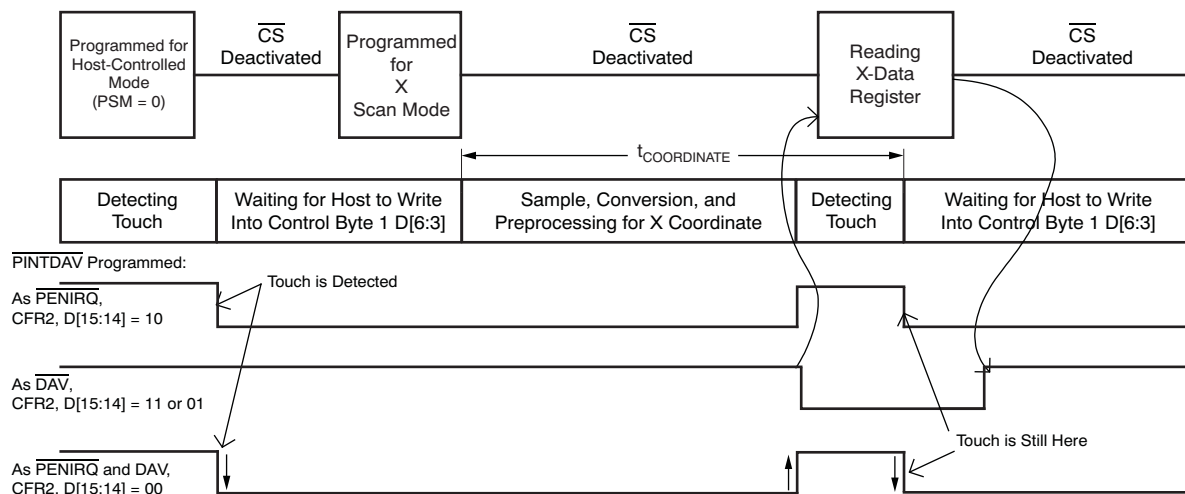 Programmed for
Host-Controlled
Mode
(PSM = 0)
CS
Deactivated
Programmed
for
X
Scan Mode
CS
Deactivated
Reading
X-Data
Register
CS
Deactivated
tCOORDINATE
Detecting
Touch
Waiting for Host to Write
Into Control Byte 1 D[6:3]
Sample, Conversion, and
Preprocessing for X Coordinate
Detecting
Touch
Waiting for Host to Write
Into Control Byte 1 D[6:3]
PINTDAV Programmed:
Touch is Detected
As PENIRQ,
CFR2, D[15:14] = 10
As DAV,
CFR2, D[15:14] = 11 or 01
Touch is Still Here
As PENIRQ and DAV,
CFR2, D[15:14] = 00